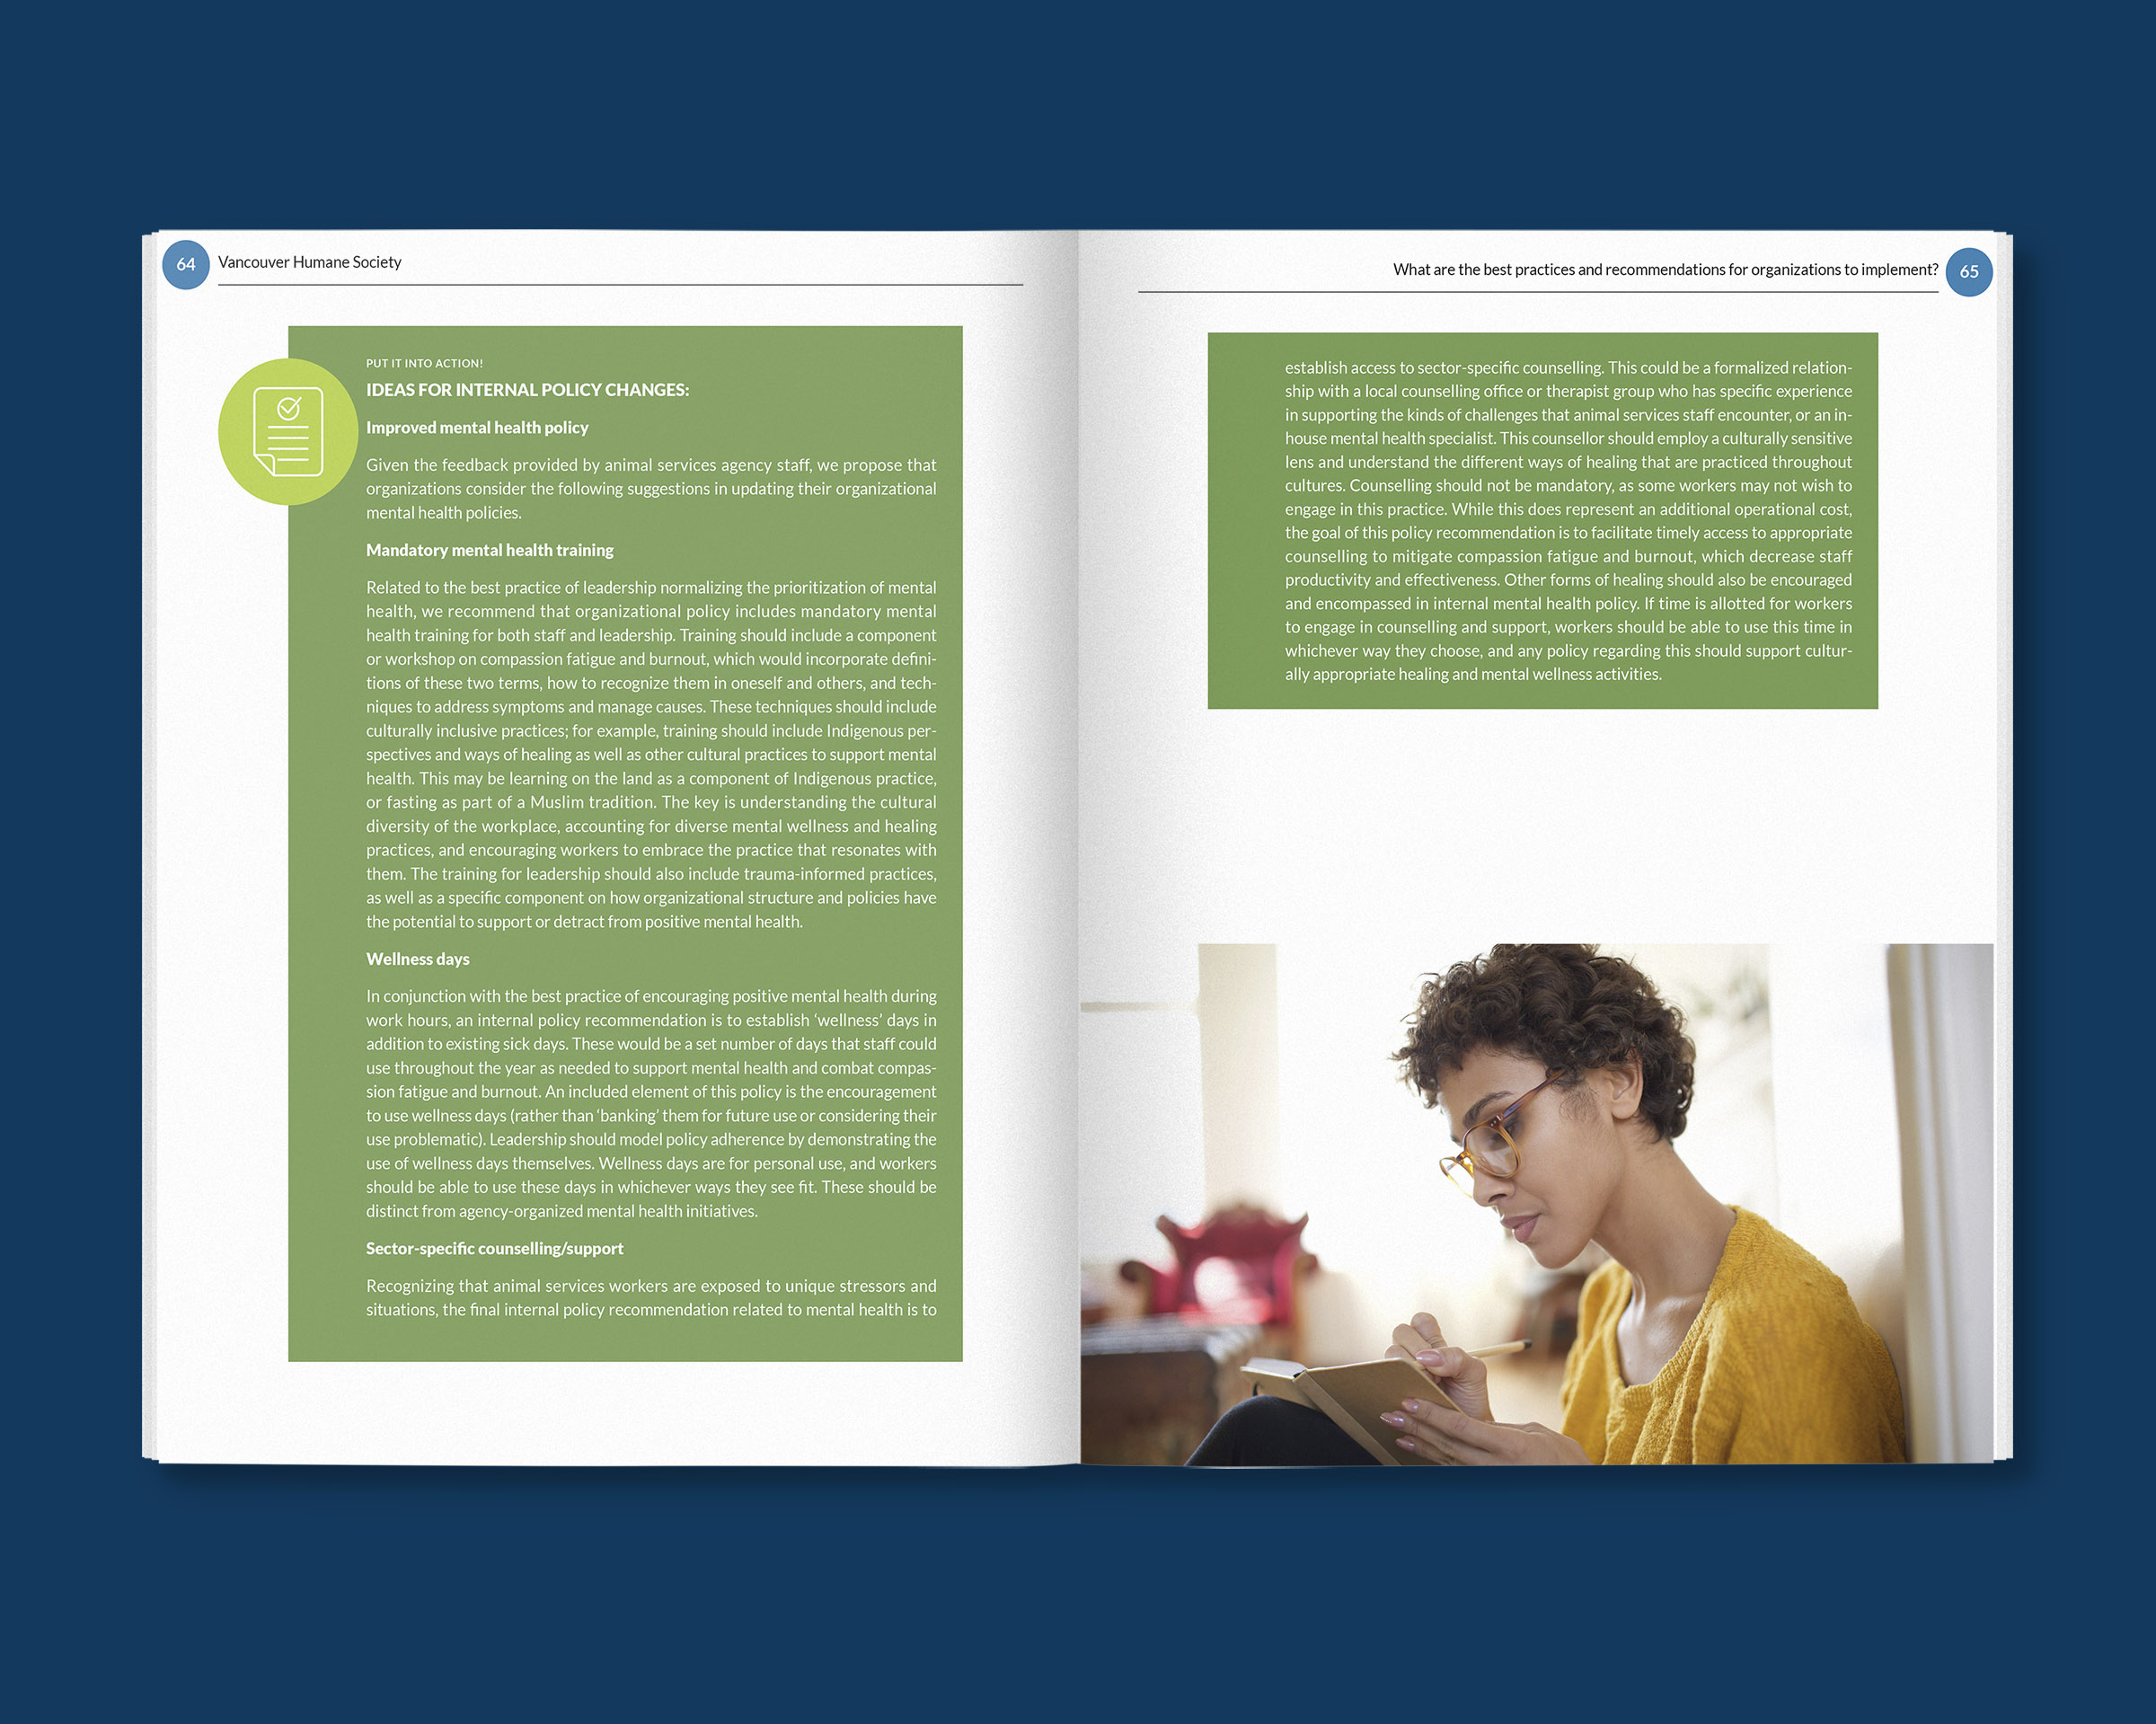 64
Vancouver Humane Society
PUT IT INTO ACTION!
IDEAS FOR INTERNAL POLICY CHANGES:
Improved mental health policy
Given the feedback provided by animal services agency staff, we propose that
organizations consider the following suggestions in updating their organizational
mental health policies.
Mandatory mental health training
Related to the best practice of leadership normalizing the prioritization of mental
health, we recommend that organizational policy includes mandatory mental
health training for both staff and leadership. Training should include a component
or workshop on compassion fatigue and burnout, which would incorporate defini-
tions of these two terms, how to recognize them in oneself and others, and tech-
niques to address symptoms and manage causes. These techniques should include
culturally inclusive practices; for example, training should include Indigenous per-
spectives and ways of healing as well as other cultural practices to support mental
health. This may be learning on the land as a component of Indigenous practice,
or fasting as part of a Muslim tradition. The key is understanding the cultural
diversity of the workplace, accounting for diverse mental wellness and healing
practices, and encouraging workers to embrace the practice that resonates with
them. The training for leadership should also include trauma-informed practices,
as well as a specific component on how organizational structure and policies have
the potential to support or detract from positive mental health.
Wellness days
In conjunction with the best practice of encouraging positive mental health during
work hours, an internal policy recommendation is to establish ‘wellness’ days in
addition to existing sick days. These would be a set number of days that staff could
use throughout the year as needed to support mental health and combat compas-
sion fatigue and burnout. An included element of this policy is the encouragement
to use wellness days (rather than ‘banking’ them for future use or considering their
use problematic). Leadership should model policy adherence by demonstrating the
use of wellness days themselves. Wellness days are for personal use, and workers
should be able to use these days in whichever ways they see fit. These should be
distinct from agency-organized mental health initiatives.
Sector-specific counselling/support
Recognizing that animal services workers are exposed to unique stressors and
situations, the final internal policy recommendation related to mental health is to
What are the best practices and recommendations for organizations to implement?
65
establish access to sector-specific counselling. This could be a formalized relation-
ship with a local counselling office or therapist group who has specific experience
in supporting the kinds of challenges that animal services staff encounter, or an in-
house mental health specialist. This counsellor should employ a culturally sensitive
lens and understand the different ways of healing that are practiced throughout
cultures. Counselling should not be mandatory, as some workers may not wish to
engage in this practice. While this does represent an additional operational cost,
the goal of this policy recommendation is to facilitate timely access to appropriate
counselling to mitigate compassion fatigue and burnout, which decrease staff
productivity and effectiveness. Other forms of healing should also be encouraged
and encompassed in internal mental health policy. If time is allotted for workers
to engage in counselling and support, workers should be able to use this time in
whichever way they choose, and any policy regarding this should support cultur-
ally appropriate healing and mental wellness activities.